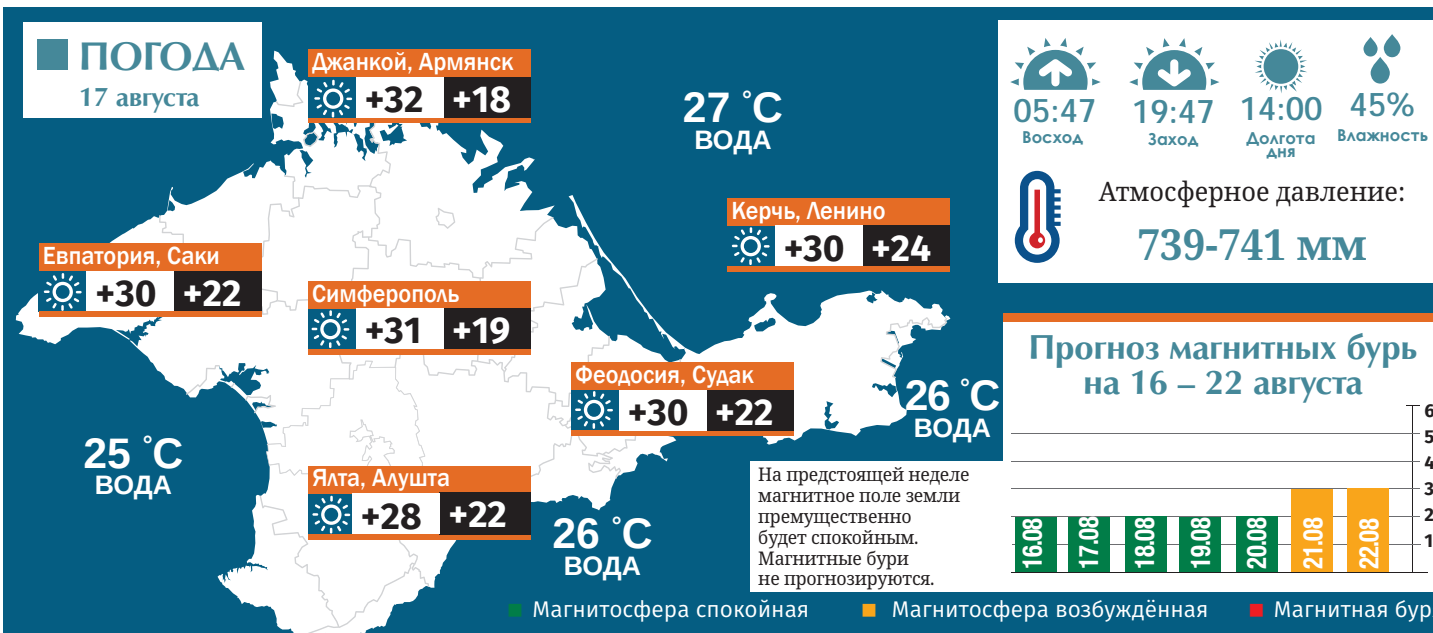 ПОГОДА
17 августа
Джанкой, Армянск
+32 +18
27 °C
ВОДА
Керчь, Ленино
+30 +24
Евпатория, Саки
+30 +22
Симферополь
+31 +19
Феодосия, Судак
+30 +22
26 °C
ВОДА
25 °C
ВОДА
Ялта, Алушта
+28 +22
26 °C
ВОДА
05:47
Восход
19:47
Заход
14:00
Долгота
дня
45%
Влажность
Атмосферное давление:
739-741 мм
Прогноз магнитных бурь
на 16 – 22 августа
6
5
4
3
2
1
16.08 17.08 18.08 19.08 20.08 21.08 22.08
На предстоящей неделе
магнитное поле земли
премущественно
будет спокойным.
Магнитные бури
не прогнозируются.
Магнитосфера спокойная Магнитосфера возбуждённая Магнитная бур